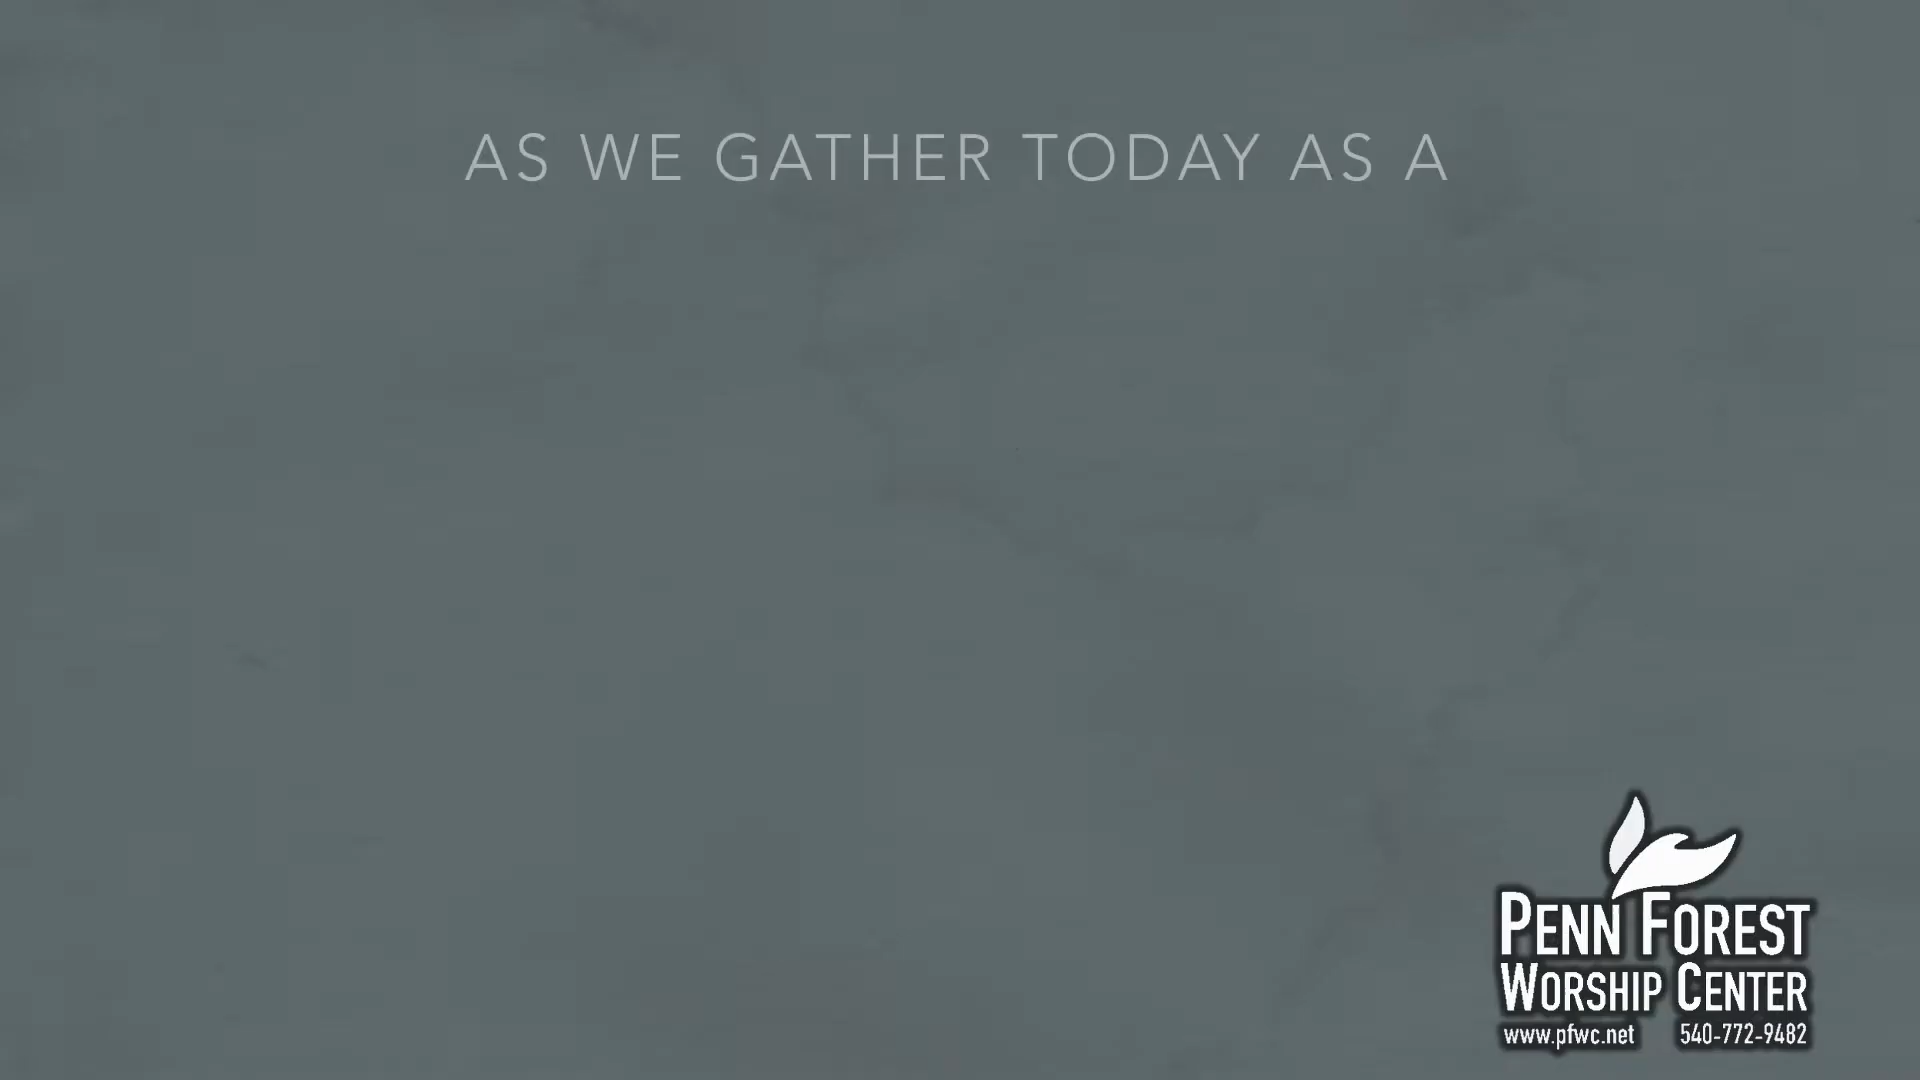 AS WE GATHER TODAY AS A
PENN FOREST
WORSHIP CENTER
www.pfwc.net 540-772-9482